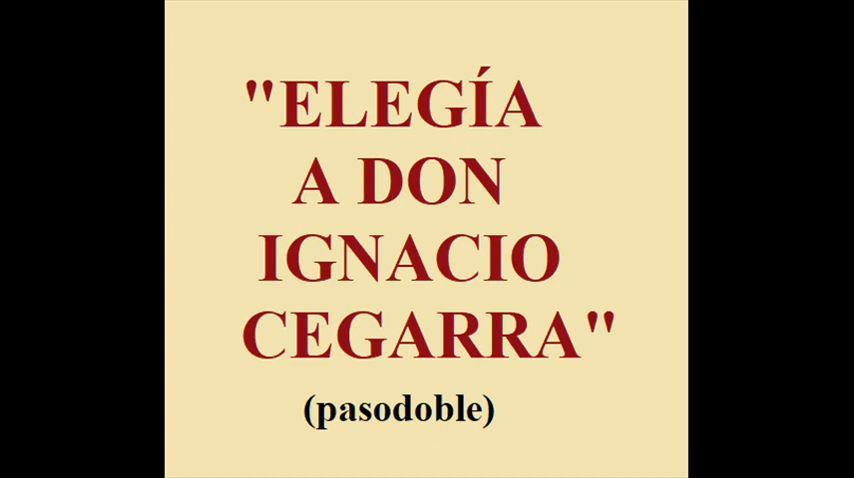 "ELEGÍA
A DON
IGNACIO
CEGARRA"
(pasodoble)